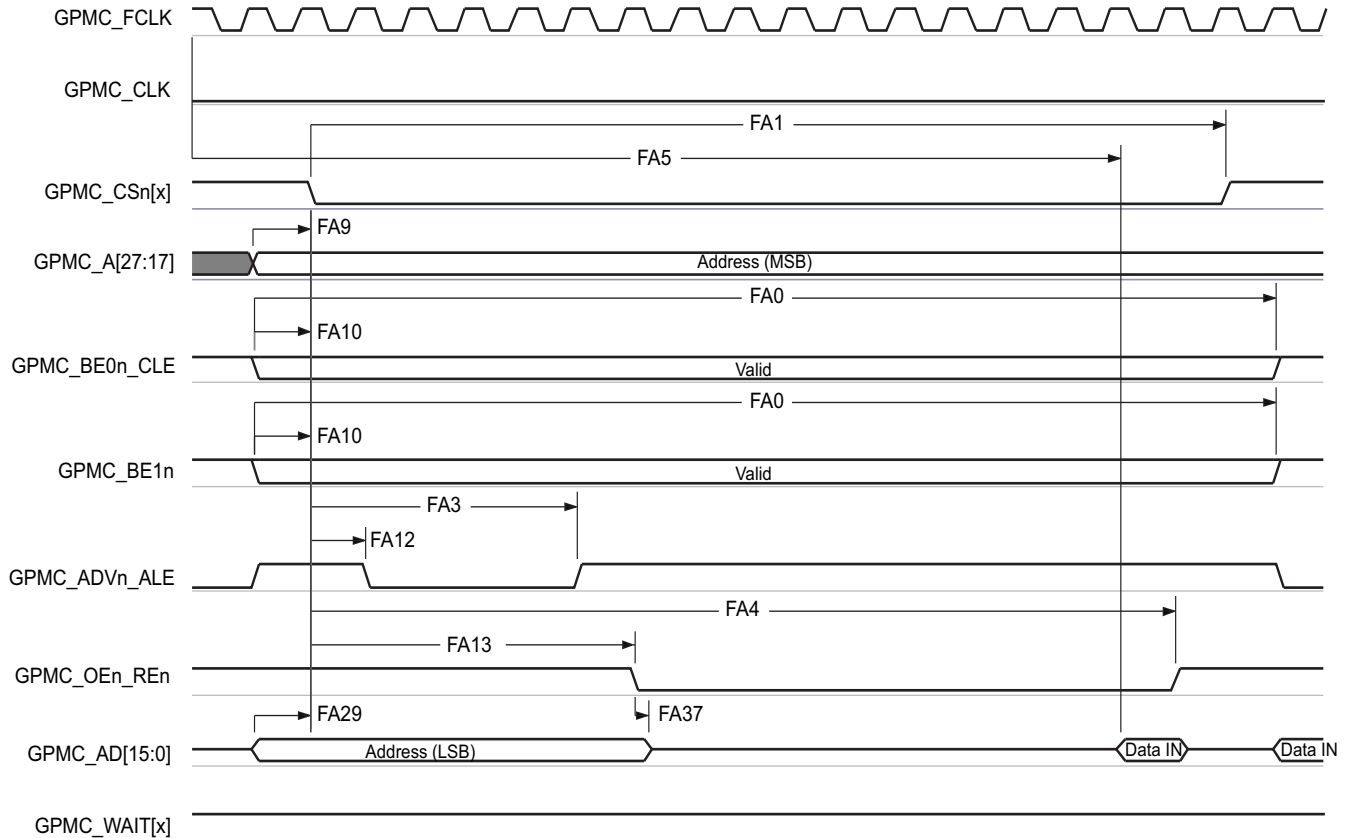 GPMC_FCLK
GPMC_CLK
FA1
FA5
GPMC_CSn[x]
FA9
GPMC_A[27:17]
Address (MSB)
FA0
FA10
GPMC_BE0n_CLE
Valid
FA0
FA10
GPMC_BE1n
Valid
FA3
FA12
GPMC_ADVn_ALE
FA4
FA13
GPMC_OEn_REn
FA29
FA37
GPMC_AD[15:0]
Address (LSB)
Data IN
Data IN
GPMC_WAIT[x]